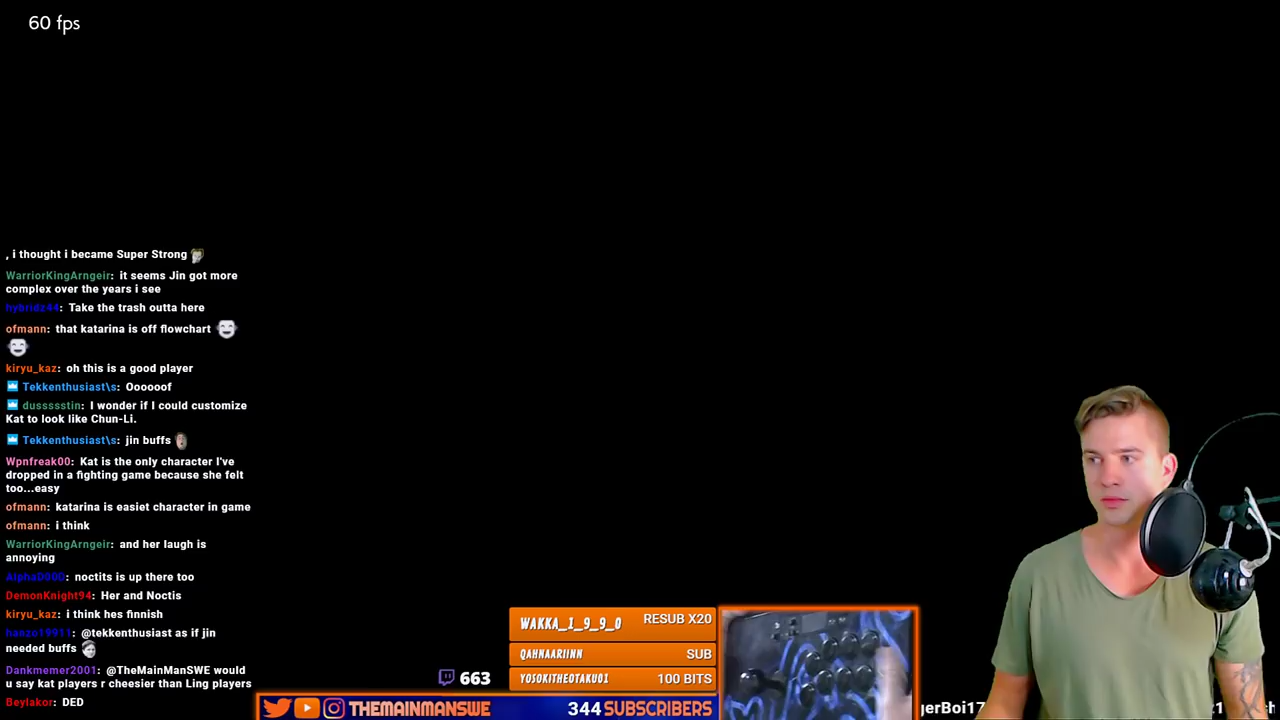 60 fps
, i thought i became Super Strong
WarriorKingArngeir: it seems Jin got more
complex over the years i see
hybridz44: Take the trash outta here
ofmann: that katarina is off flowchart
kiryu_kaz: oh this is a good player
Tekkenthusiast\s: Oooooof
dussssstin: I wonder if I could customize
Kat to look like Chun-Li.
Tekkenthusiast\s: jin buffs
Wpnfreak00: Kat is the only character I've
dropped in a fighting game because she felt
too...easy
ofmann: katarina is easiet character in game
ofmann: i think
WarriorKingArngeir: and her laugh is
annoying
AlphaD00D: noctits is up there too
DemonKnight94: Her and Noctis
kiryu_kaz: i think hes finnish
hanzo19911: @tekkenthusiast as if jin
needed buffs
Dankmemer2001: @TheMainManSWE would
u say kat players r cheesier than Ling players
Beylakor: DED
663
WAKKA_1_9_9_0 RESUB X20
QAHNAARIINN SUB
YOSOKITHEOTAKU01 100 BITS
THEMAINMANSWE 344 SUBSCRIBERS
gerBoi17